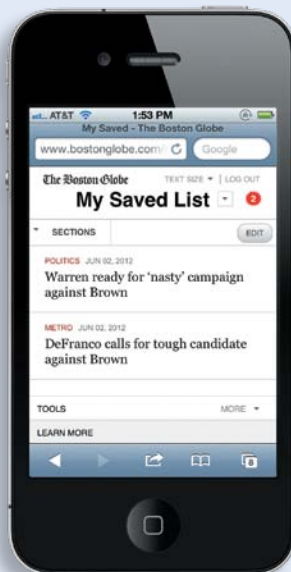 AT&T 1:53 PM
My Saved - The Boston Globe
www.bostonglobe.com/ Google
The Boston Globe TEXT SIZE LOG OUT
My Saved List 2
SECTIONS EDIT
POLITICS JUN 02, 2012
Warren ready for ‘nasty’ campaign
against Brown
METRO JUN 02, 2012
DeFranco calls for tough candidate
against Brown
TOOLS MORE
LEARN MORE
8